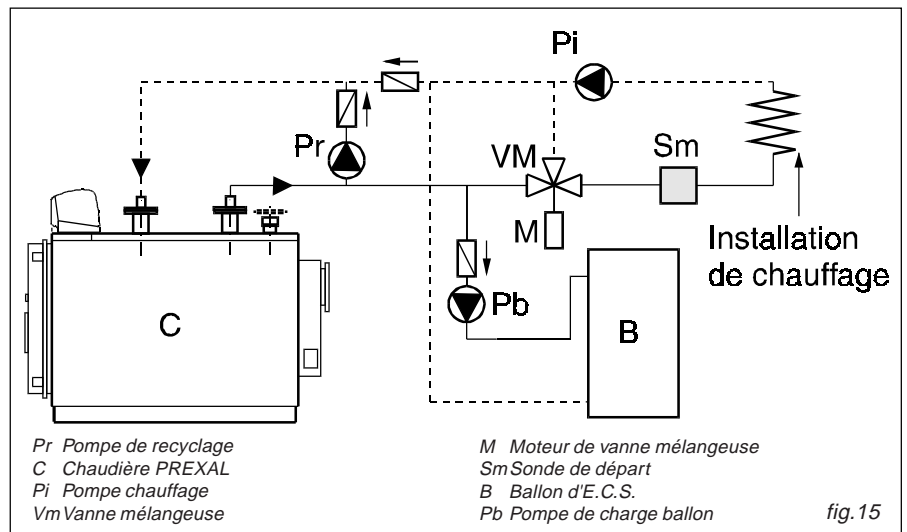 Pi
Pr
VM
Sm
M
Installation
de chauffage
Pb
C
B
Pr Pompe de recyclage
C Chaudière PREXAL
Pi Pompe chauffage
Vm Vanne mélangeuse
M Moteur de vanne mélangeuse
Sm Sonde de départ
B Ballon d'E.C.S.
Pb Pompe de charge ballon
fig.15